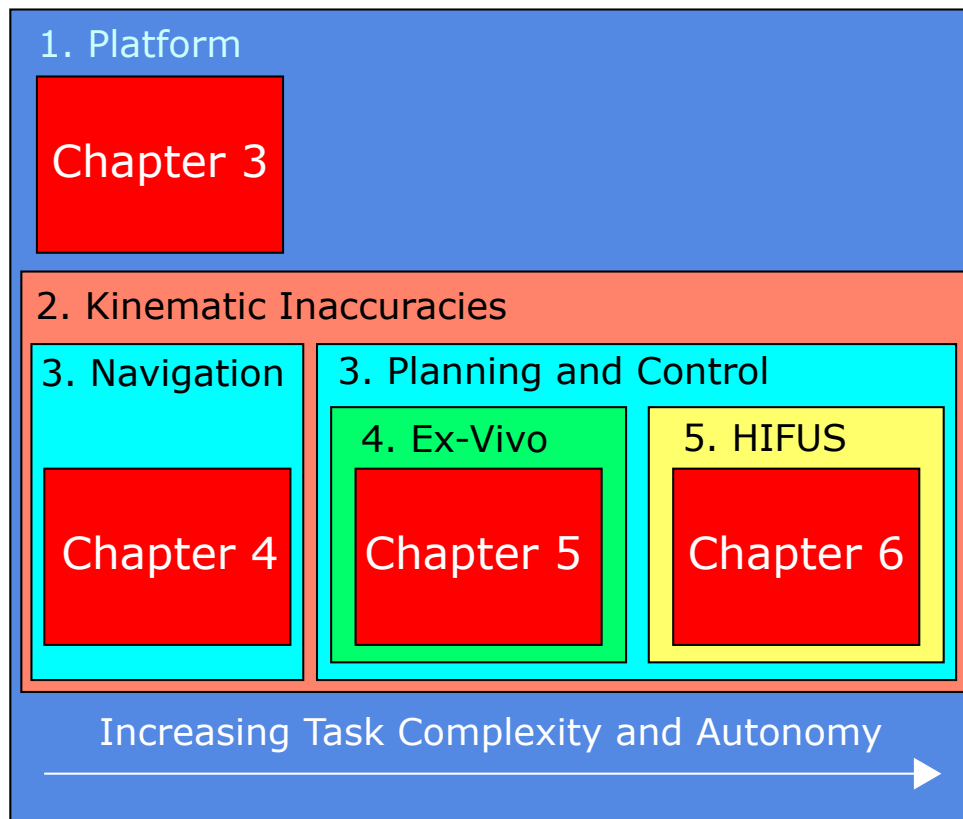 1. Platform
Chapter 3
2. Kinematic Inaccuracies
3. Navigation
3. Planning and Control
4. Ex-Vivo
5. HIFUS
Chapter 4
Chapter 5
Chapter 6
Increasing Task Complexity and Autonomy